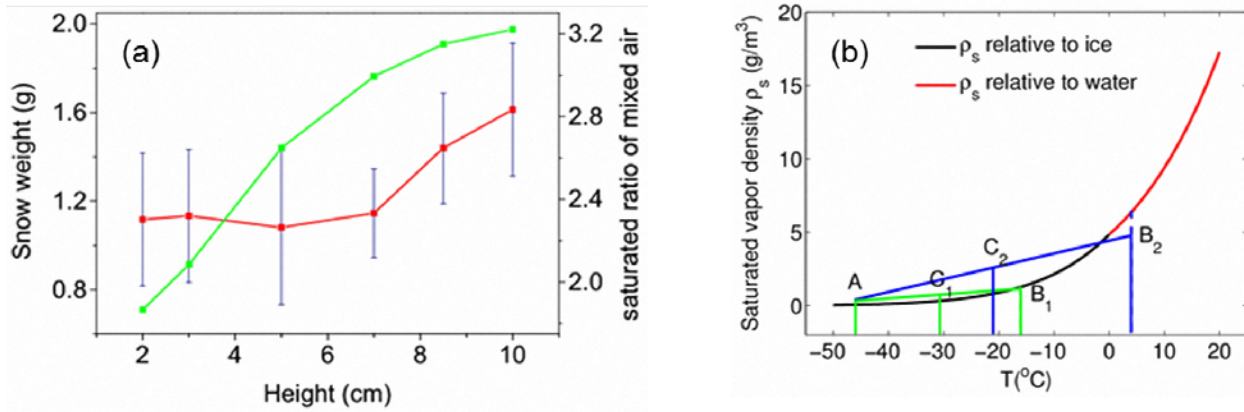 (a)
Snow weight (g)
2.0
1.6
1.2
0.8
2
4
6
8
10
Height (cm)
3.2
2.8
2.4
2.0
saturated ratio of mixed air
(b)
Saturated vapor density ρs (g/m³)
20
15
10
5
0
ρs relative to ice
ρs relative to water
A
C1
C2
B1
B2
−50
−40
−30
−20
−10
0
10
20
T(°C)